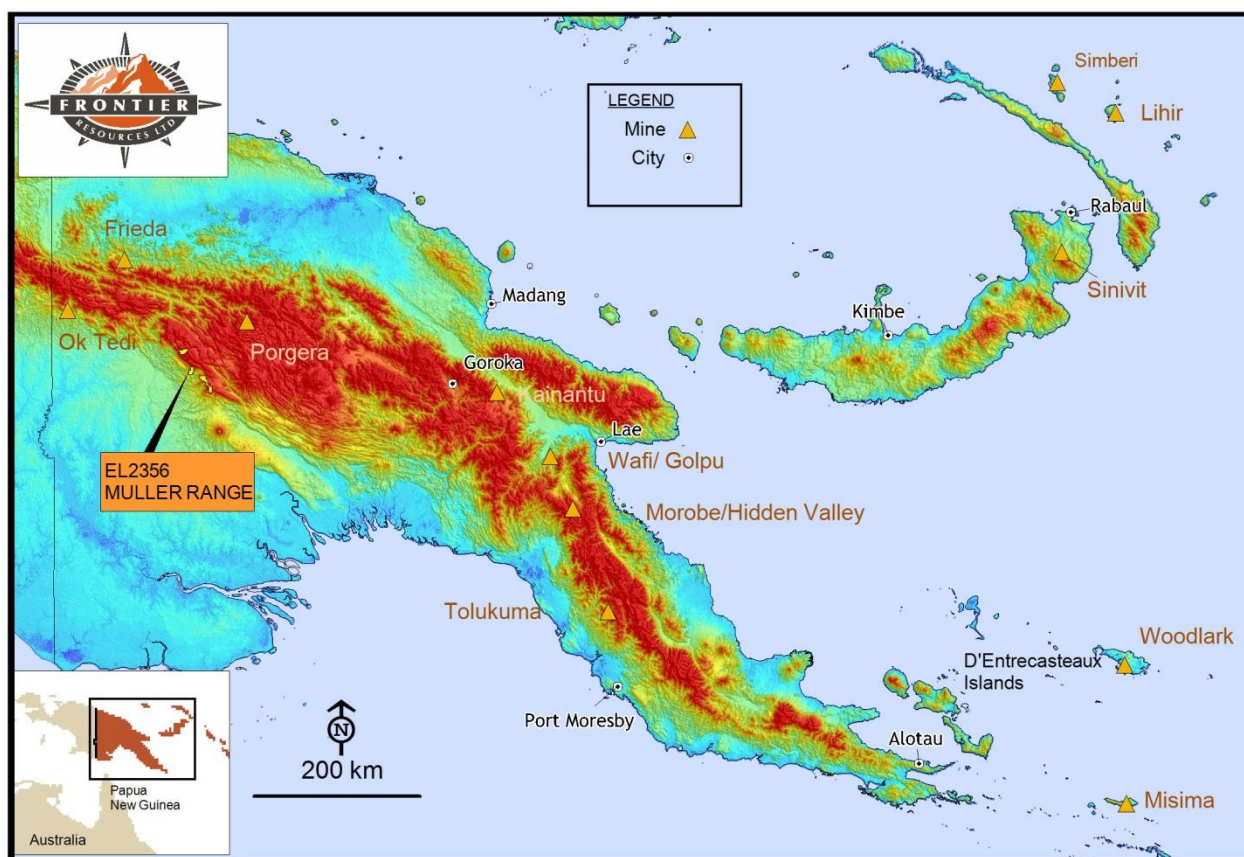 FRONTIER
RESOURCES LTD
LEGEND
Mine
City
Simberi
Lihir
Rabaul
Sinivit
Kimbe
Frieda
Madang
Ok Tedi
Porgera
Goroka
Kainantu
Lae
Wafi/ Golpu
EL2356
MULLER RANGE
Morobe/Hidden Valley
Tolukuma
Woodlark
D'Entrecasteaux
Islands
Port Moresby
Alotau
Misima
N
200 km
Papua
New Guinea
Australia